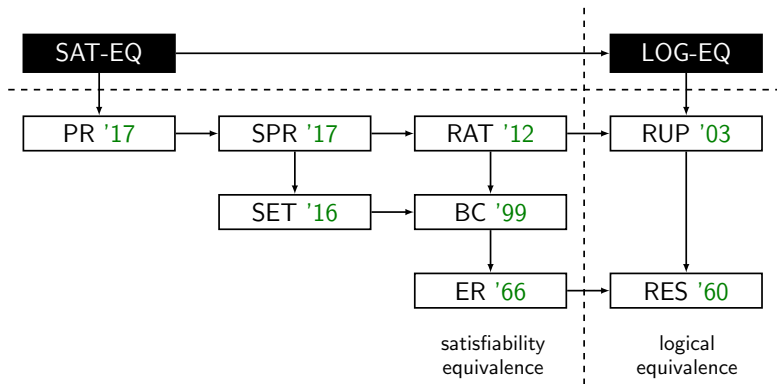 SAT-EQ
LOG-EQ
PR '17
SPR '17
RAT '12
RUP '03
SET '16
BC '99
ER '66
RES '60
satisfiability
equivalence
logical
equivalence